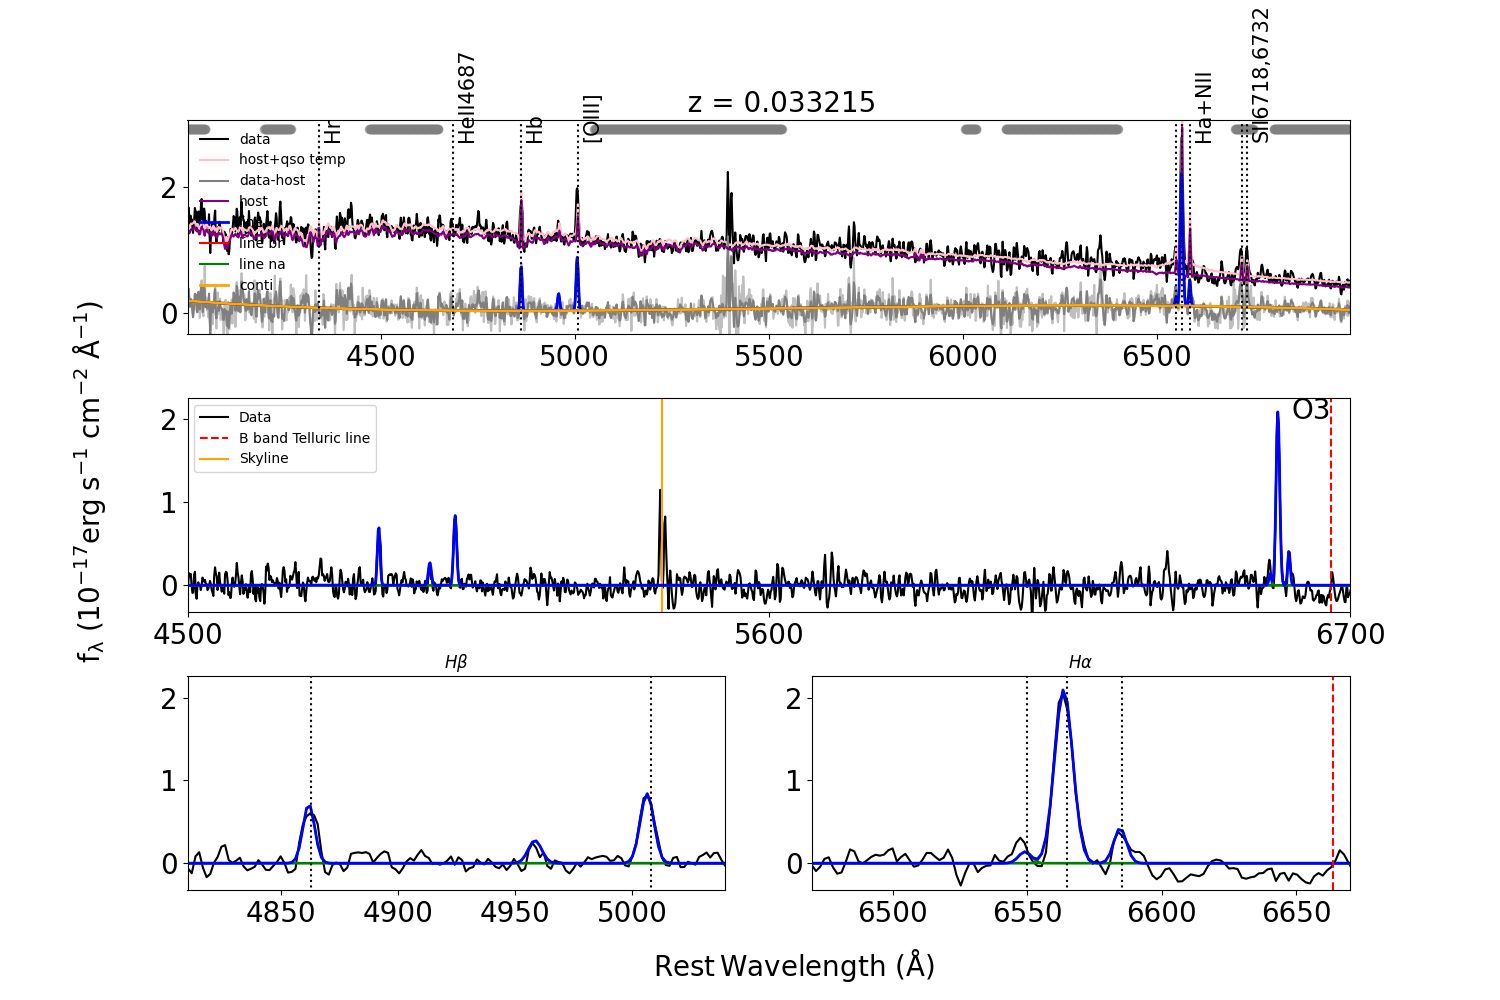 z = 0.033215
Hr
HeII4687
Hb
[OIII]
Ha+NII
SII6718,6732
data
host+qso temp
data-host
host
line br
line na
conti
2
0
4500
5000
5500
6000
6500
Data
B band Telluric line
Skyline
O3
2
1
0
4500
5600
6700
fλ (10−17erg s−1 cm−2 Å−1)
Hβ
2
1
0
4850
4900
4950
5000
Hα
2
1
0
6500
6550
6600
6650
Rest Wavelength (Å)